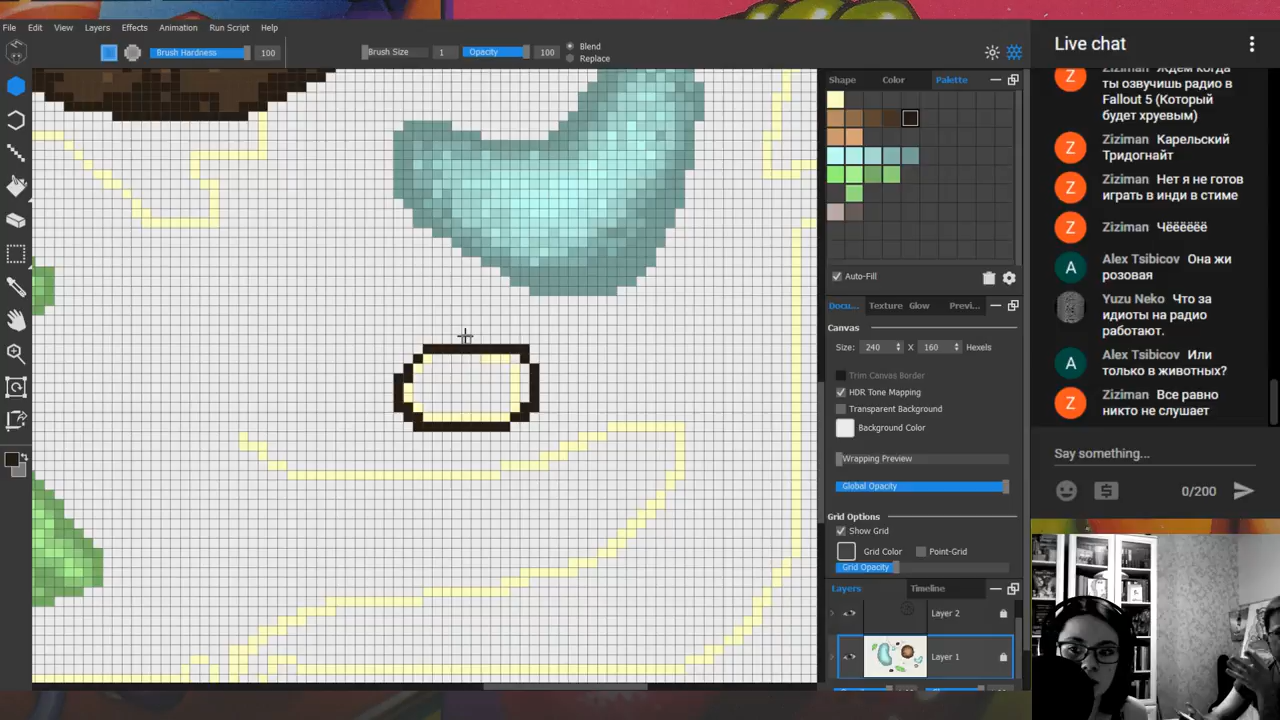 File Edit View Layers Effects Animation Run Script Help
Brush Hardness 100 Brush Size 1 Opacity 100 Blend
Replace
Shape Color Palette
Auto-Fill
Docu... Texture Glow Previ...
Canvas
Size: 240 X 160 Hexels
Trim Canvas Border
HDR Tone Mapping
Transparent Background
Background Color
Wrapping Preview
Global Opacity
Grid Options
Show Grid
Grid Color Point-Grid
Grid Opacity
Layers Timeline
Layer 2
Layer 1
Live chat
Z Ziziman Ждем когда
ты озвучишь радио в
Fallout 5 (Который
будет хруевым)
Z Ziziman Карельский
Тридогнайт
Z Ziziman Нет я не готов
играть в инди в стиме
Z Ziziman Чёёёёёё
A Alex Tsibicov Она жи
розовая
Yuzu Neko Что за
идиоты на радио
работают.
A Alex Tsibicov Или
только в животных?
Z Ziziman Все равно
никто не слушает
Say something...
0/200